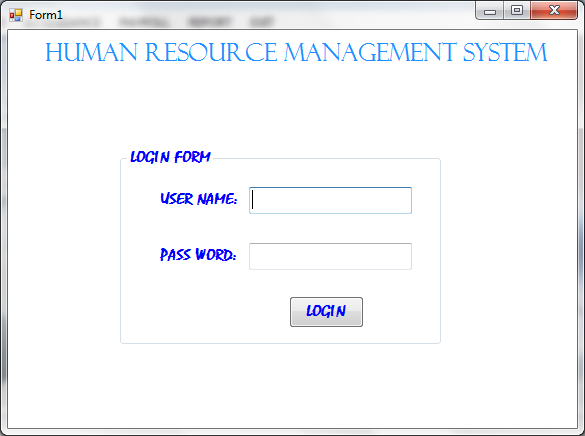 Form1
HUMAN RESOURCE MANAGEMENT SYSTEM
LOGIN FORM
USER NAME:
PASS WORD:
LOGIN